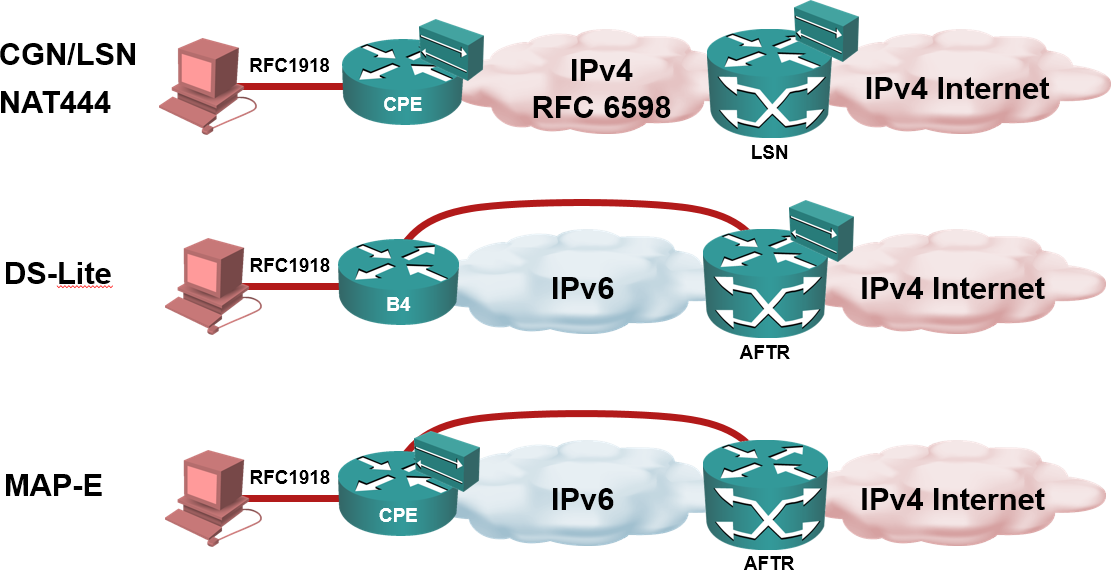 CGN/LSN
NAT444
RFC1918
CPE
IPv4
RFC 6598
LSN
IPv4 Internet
DS-Lite
RFC1918
B4
IPv6
AFTR
IPv4 Internet
MAP-E
RFC1918
CPE
IPv6
AFTR
IPv4 Internet